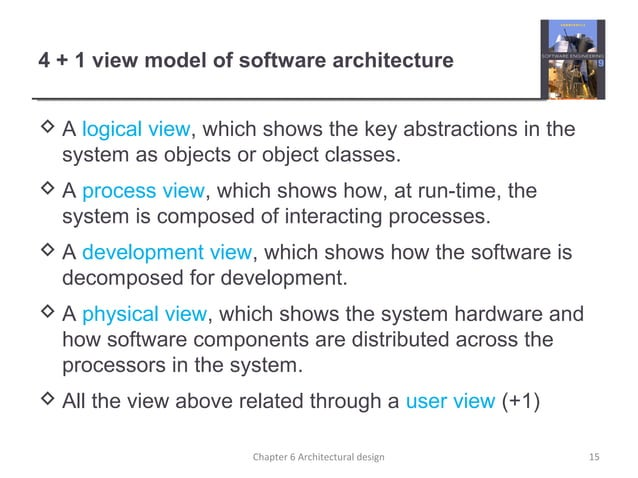 4 + 1 view model of software architecture
SOFTWARE ENGINEERING
9
A logical view, which shows the key abstractions in the
system as objects or object classes.
A process view, which shows how, at run-time, the
system is composed of interacting processes.
A development view, which shows how the software is
decomposed for development.
A physical view, which shows the system hardware and
how software components are distributed across the
processors in the system.
All the view above related through a user view (+1)
Chapter 6 Architectural design
15